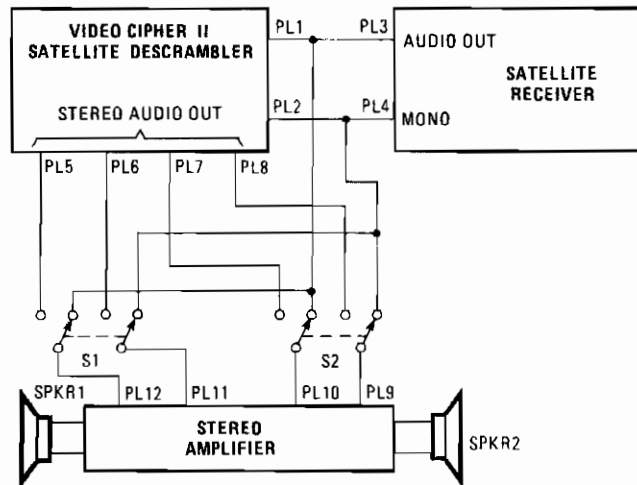 VIDEO CIPHER II
SATELLITE DESCRAMBLER
STEREO AUDIO OUT
PL1
PL3
AUDIO OUT
SATELLITE
RECEIVER
PL2
PL4
MONO
PL5
PL6
PL7
PL8
S1
S2
SPKR1
PL12
PL11
PL10
PL9
STEREO
AMPLIFIER
SPKR2